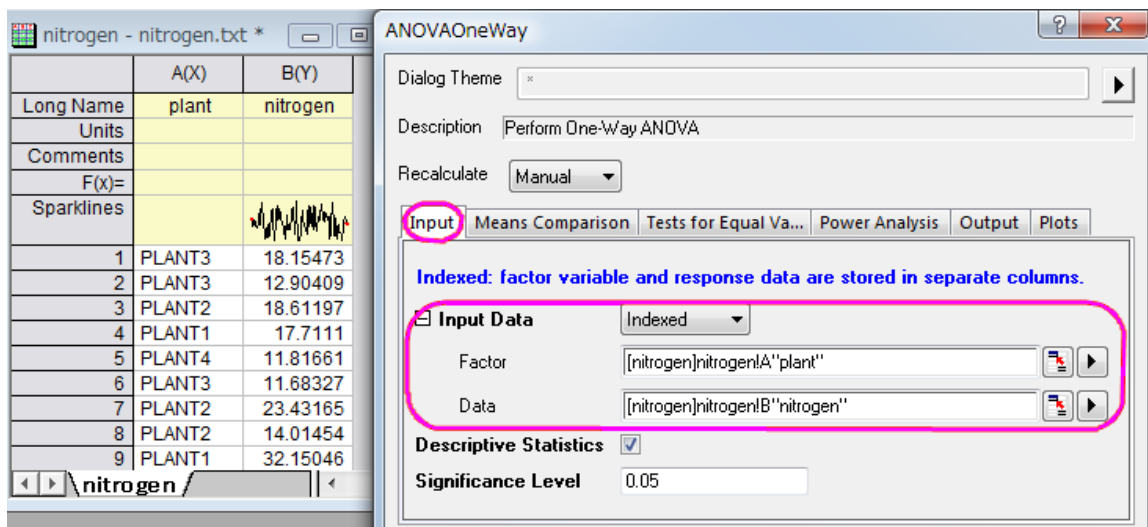 nitrogen - nitrogen.txt *
A(X) B(Y)
Long Name plant nitrogen
Units
Comments
F(x)=
Sparklines
1 PLANT3 18.15473
2 PLANT3 12.90409
3 PLANT2 18.61197
4 PLANT1 17.7111
5 PLANT4 11.81661
6 PLANT3 11.68327
7 PLANT2 23.43165
8 PLANT2 14.01454
9 PLANT1 32.15046
nitrogen
ANOVAOneWay
Dialog Theme *
Description Perform One-Way ANOVA
Recalculate Manual
Input Means Comparison Tests for Equal Va... Power Analysis Output Plots
Indexed: factor variable and response data are stored in separate columns.
Input Data Indexed
Factor [nitrogen]nitrogen!A"plant"
Data [nitrogen]nitrogen!B"nitrogen"
Descriptive Statistics
Significance Level 0.05